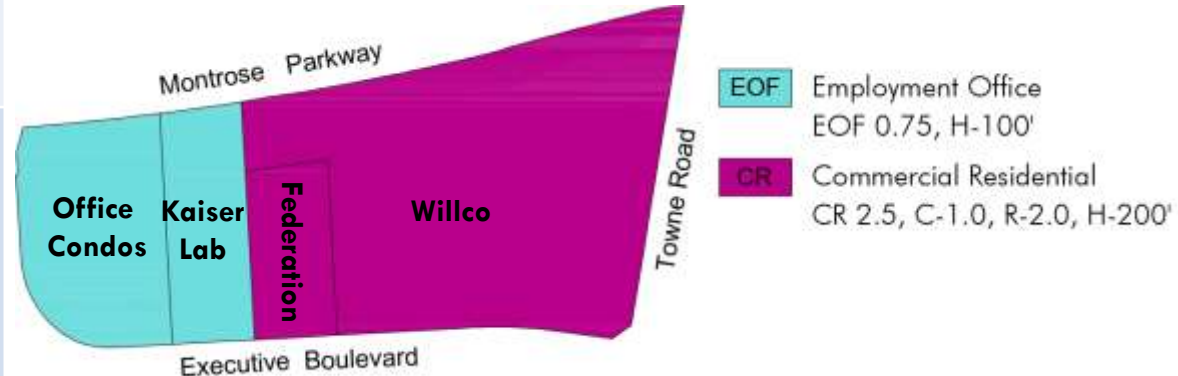 Montrose Parkway
EOF Employment Office
EOF 0.75, H-100'
CR Commercial Residential
CR 2.5, C-1.0, R-2.0, H-200'
Office
Condos
Kaiser
Lab
Federation
Willco
Towne Road
Executive Boulevard